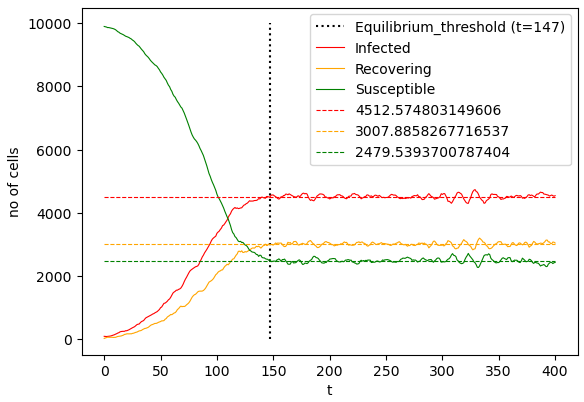 10000
8000
6000
4000
2000
0
no of cells
Equilibrium_threshold (t=147)
Infected
Recovering
Susceptible
4512.574803149606
3007.8858267716537
2479.5393700787404
0 50 100 150 200 250 300 350 400
t